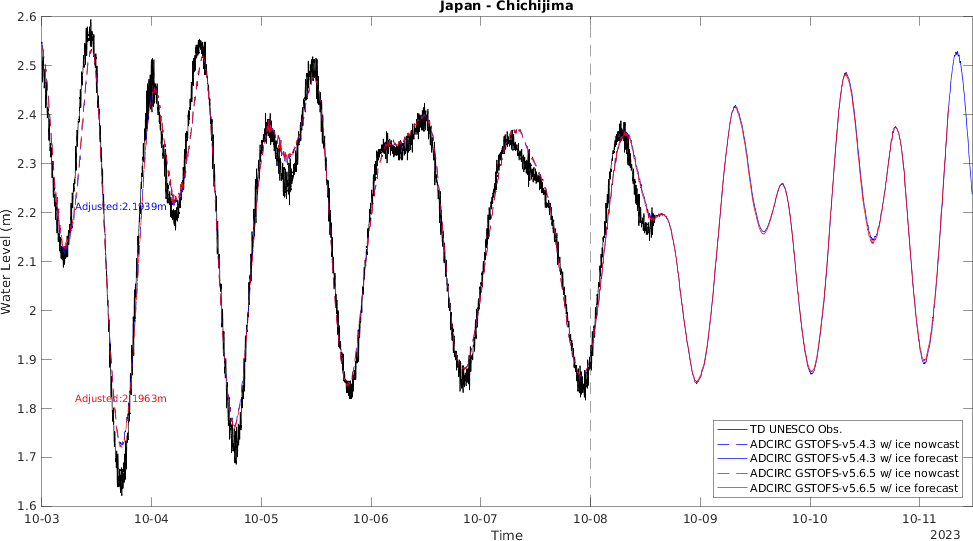 Japan - Chichijima
2.6
2.5
2.4
2.3
2.2
2.1
2
1.9
1.8
1.7
1.6
Water Level (m)
Adjusted:2.1939m
Adjusted:2.1963m
TD UNESCO Obs.
ADCIRC GSTOFS-v5.4.3 w/ ice nowcast
ADCIRC GSTOFS-v5.4.3 w/ ice forecast
ADCIRC GSTOFS-v5.6.5 w/ ice nowcast
ADCIRC GSTOFS-v5.6.5 w/ ice forecast
10-03 10-04 10-05 10-06 10-07 10-08 10-09 10-10 10-11
Time
2023